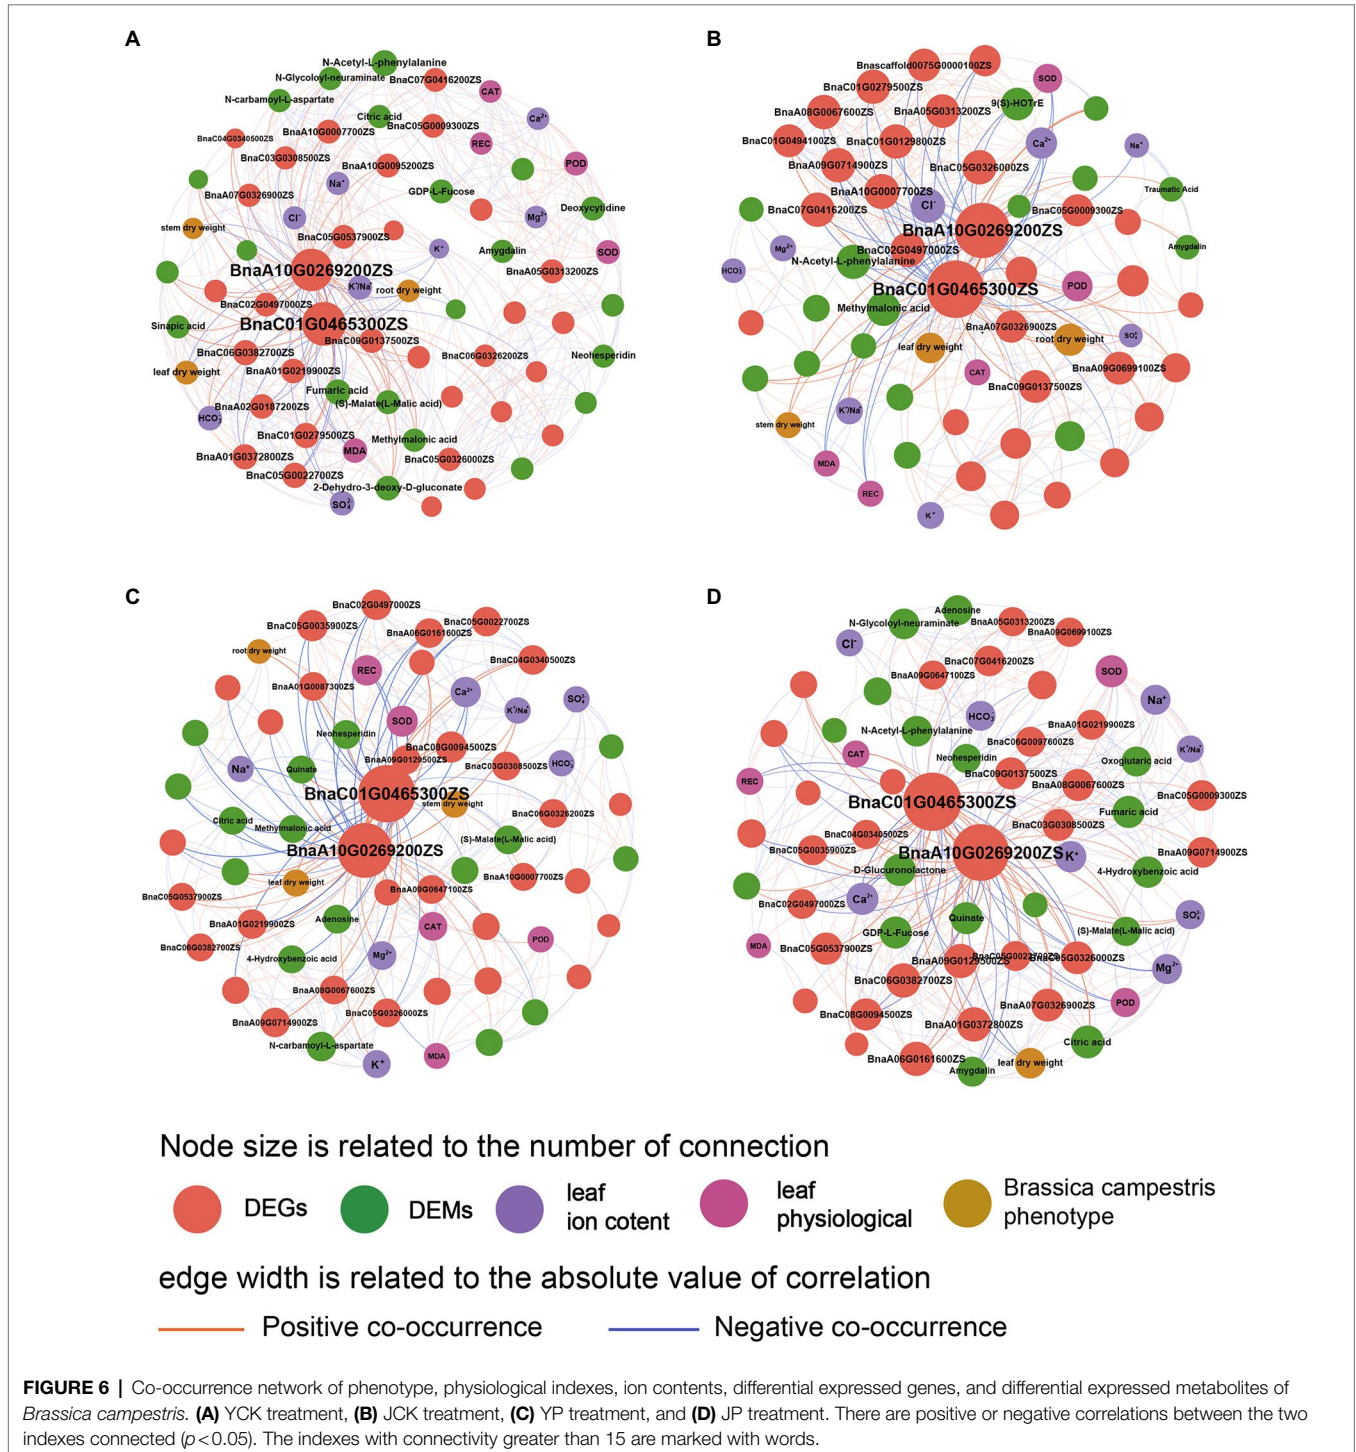 A
N-Acetyl-L-phenylalanine
N-Glycoloyl-neuraminate
BnaC07G0416200ZS
CAT
N-carbamoyl-L-aspartate
Ca²⁺
Citric acid
BnaC05G0009300ZS
BnaC04G0340500ZS
BnaA10G0007700ZS
REC
BnaC03G0308500ZS
BnaA10G0095200ZS
POD
Na⁺
BnaA07G0326900ZS
GDP-L-Fucose
Deoxycytidine
Cl⁻
Mg²⁺
stem dry weight
BnaC05G0537900ZS
K⁺
Amygdalin
SOD
BnaA10G0269200ZS
BnaA05G0313200ZS
K⁺/Na⁺
root dry weight
BnaC02G0497000ZS
Sinapic acid
BnaC01G0465300ZS
BnaC09G0137500ZS
BnaC06G0382700ZS
BnaC06G0326200ZS
Neohesperidin
leaf dry weight
BnaA01G0219900ZS
Fumaric acid
(S)-Malate(L-Malic acid)
BnaA02G0187200ZS
HCO₃⁻
BnaC01G0279500ZS
Methylmalonic acid
MDA
BnaA01G0372800ZS
BnaC05G0326000ZS
BnaC05G0022700ZS
2-Dehydro-3-deoxy-D-gluconate
SO₄²⁻
B
Bnascaffold0075G0000100ZS
SOD
BnaC01G0279500ZS
9(S)-HOTrE
BnaA08G0067600ZS
BnaA05G0313200ZS
BnaC01G0494100ZS
BnaC01G0129800ZS
Ca²⁺
Na⁺
BnaA09G0714900ZS
BnaC05G0326000ZS
BnaA10G0007700ZS
Traumatic Acid
BnaC07G0416200ZS
Cl⁻
BnaC05G0009300ZS
BnaA10G0269200ZS
Mg²⁺
BnaC02G0497000ZS
Amygdalin
N-Acetyl-L-phenylalanine
HCO₃⁻
BnaC01G0465300ZS
POD
Methylmalonic acid
BnaA07G0326900ZS
root dry weight
SO₄²⁻
leaf dry weight
BnaA09G0699100ZS
CAT
BnaC09G0137500ZS
K⁺/Na⁺
stem dry weight
MDA
REC
K⁺
C
BnaC02G0497000ZS
BnaC05G0035900ZS
BnaA06G0161600ZS
BnaC05G0022700ZS
root dry weight
REC
BnaC04G0340500ZS
BnaA01G0087300ZS
Ca²⁺
SO₄²⁻
K⁺/Na⁺
SOD
Neohesperidin
BnaC08G0094500ZS
BnaA09G0129500ZS
BnaC03G0308500ZS
HCO₃⁻
Na⁺
Quinate
BnaC01G0465300ZS
stem dry weight
BnaC06G0326200ZS
Citric acid
Methylmalonic acid
(S)-Malate(L-Malic acid)
BnaA10G0269200ZS
leaf dry weight
BnaA10G0007700ZS
BnaC05G0537900ZS
BnaA09G0647100ZS
BnaA01G0219900ZS
Adenosine
CAT
BnaC06G0382700ZS
POD
4-Hydroxybenzoic acid
Mg²⁺
BnaA08G0067600ZS
BnaA09G0714900ZS
BnaC05G0326000ZS
N-carbamoyl-L-aspartate
MDA
K⁺
D
Adenosine
N-Glycoloyl-neuraminate
BnaA05G0313200ZS
BnaA09G0699100ZS
Cl⁻
BnaC07G0416200ZS
BnaA09G0647100ZS
SOD
Na⁺
HCO₃⁻
N-Acetyl-L-phenylalanine
BnaA01G0219900ZS
BnaC06G0097600ZS
K⁺/Na⁺
CAT
Neohesperidin
Oxoglutaric acid
REC
BnaC09G0137500ZS
BnaA08G0067600ZS
BnaC05G0009300ZS
BnaC01G0465300ZS
Fumaric acid
BnaC04G0340500ZS
BnaC03G0308500ZS
BnaC05G0035900ZS
BnaA10G0269200ZS
K⁺
BnaA09G0714900ZS
D-Glucuronolactone
4-Hydroxybenzoic acid
BnaC02G0497000ZS
Ca²⁺
SO₄²⁻
Quinate
GDP-L-Fucose
(S)-Malate(L-Malic acid)
MDA
BnaC05G0537900ZS
BnaA09G0129500ZS
BnaC05G0022700ZS
BnaC05G0326000ZS
Mg²⁺
BnaC06G0382700ZS
POD
BnaA07G0326900ZS
BnaC08G0094500ZS
BnaA01G0372800ZS
Citric acid
BnaA06G0161600ZS
leaf dry weight
Amygdalin
Node size is related to the number of connection
DEGs
DEMs
leaf
ion cotent
leaf
physiological
Brassica campestris
phenotype
edge width is related to the absolute value of correlation
Positive co-occurrence
Negative co-occurrence
FIGURE 6 | Co-occurrence network of phenotype, physiological indexes, ion contents, differential expressed genes, and differential expressed metabolites of
Brassica campestris. (A) YCK treatment, (B) JCK treatment, (C) YP treatment, and (D) JP treatment. There are positive or negative correlations between the two
indexes connected (p<0.05). The indexes with connectivity greater than 15 are marked with words.